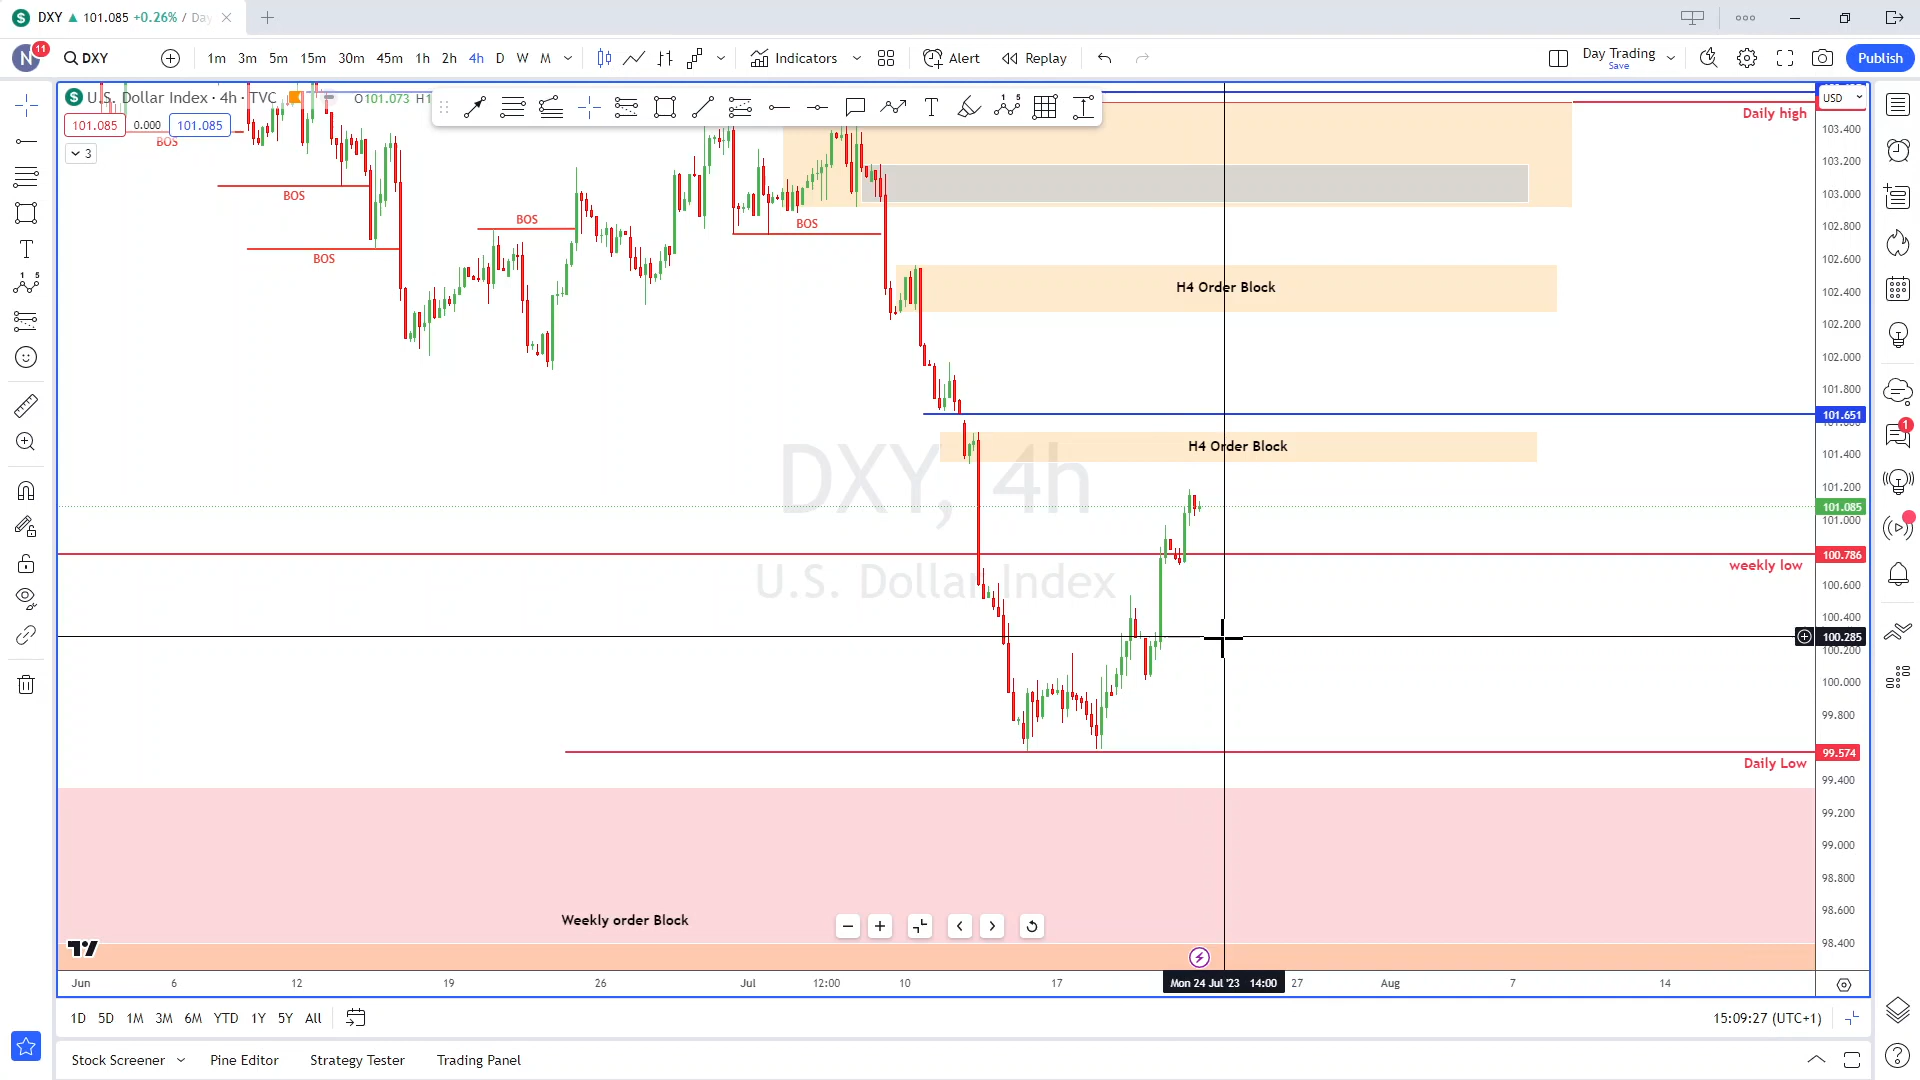 DXY ▲ 101.085 +0.26% / Day
N 11 DXY 1m 3m 5m 15m 30m 45m 1h 2h 4h D W M Indicators Alert Replay Day Trading Save Publish
U.S. Dollar Index · 4h · TVC O101.073 H1
101.085 0.000 101.085
3
USD
Daily high
103.400
BOS
103.200
BOS
103.000
BOS
BOS
102.800
BOS
102.600
H4 Order Block
102.400
102.200
102.000
101.800
101.651
H4 Order Block
101.400
DXY, 4h
101.200
101.085
101.000
100.786
weekly low
U.S. Dollar Index
100.600
100.400
100.285
100.200
100.000
99.800
99.574
Daily Low
99.400
99.200
99.000
98.800
98.600
Weekly order Block
98.400
Jun 6 12 19 26 Jul 12:00 10 17 Mon 24 Jul '23 14:00 27 Aug 7 14
1D 5D 1M 3M 6M YTD 1Y 5Y All 15:09:27 (UTC+1)
Stock Screener Pine Editor Strategy Tester Trading Panel